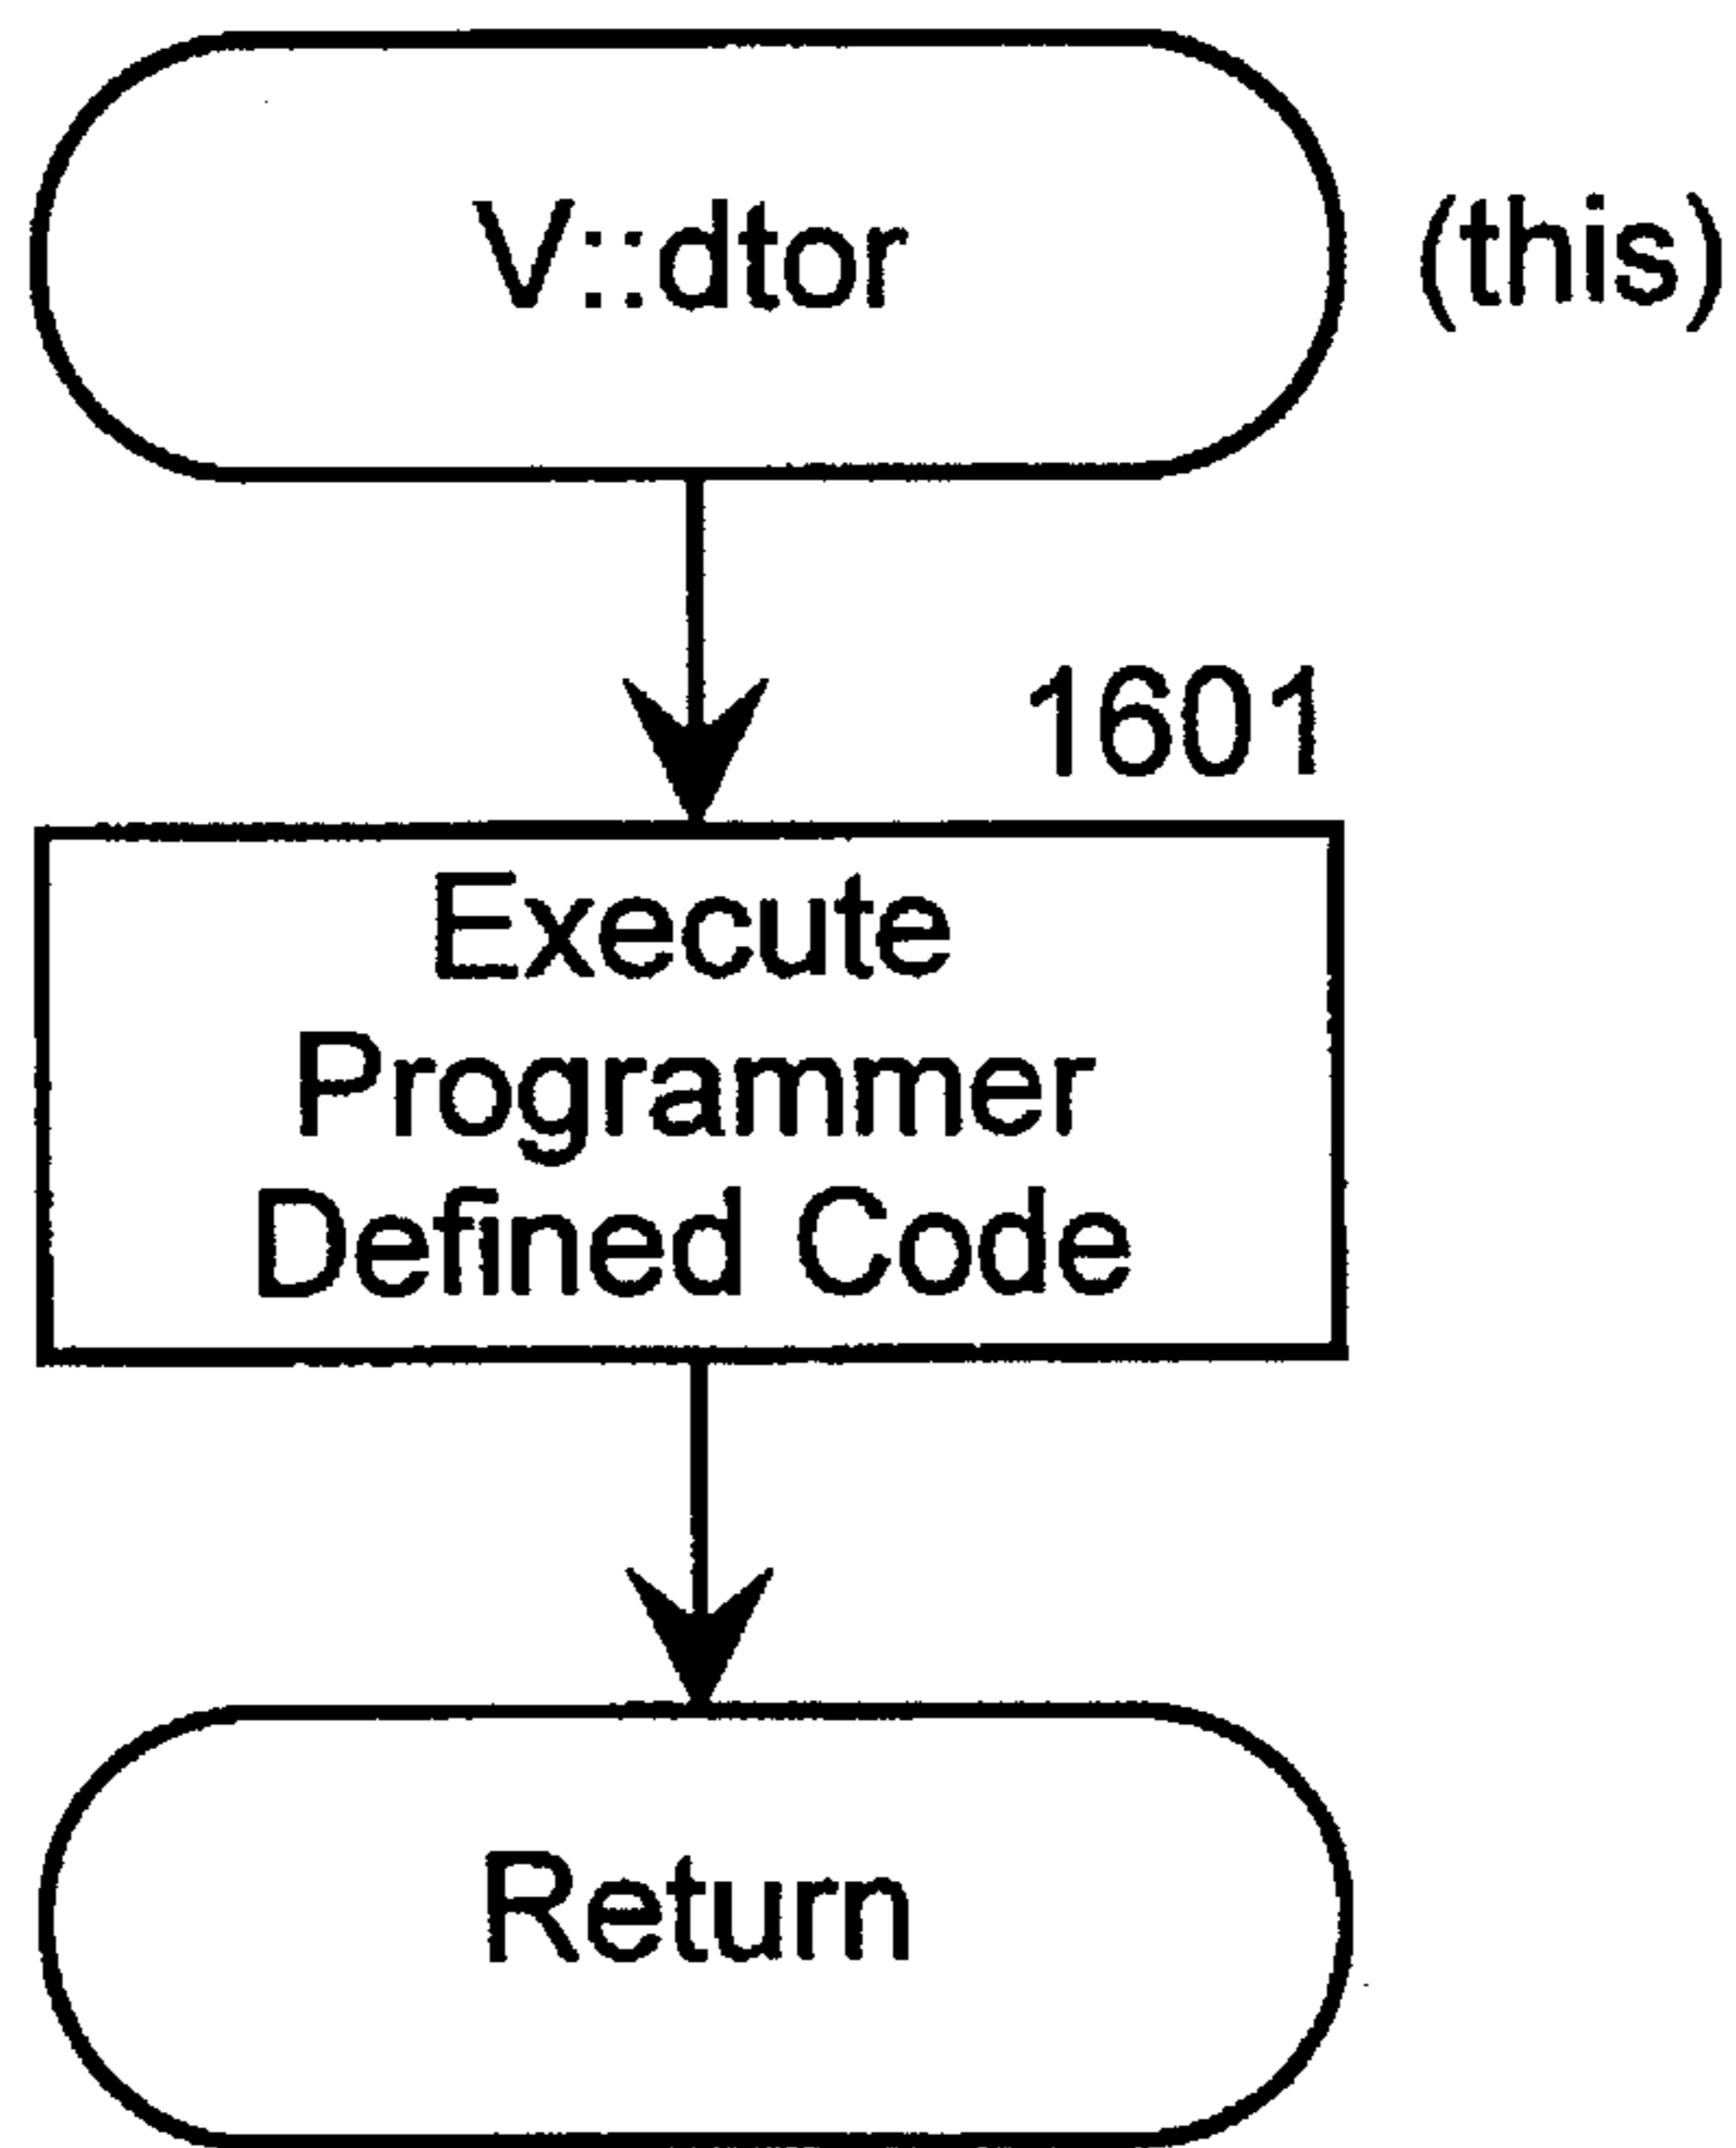 V::dtor (this)
1601
Execute
Programmer
Defined Code
Return